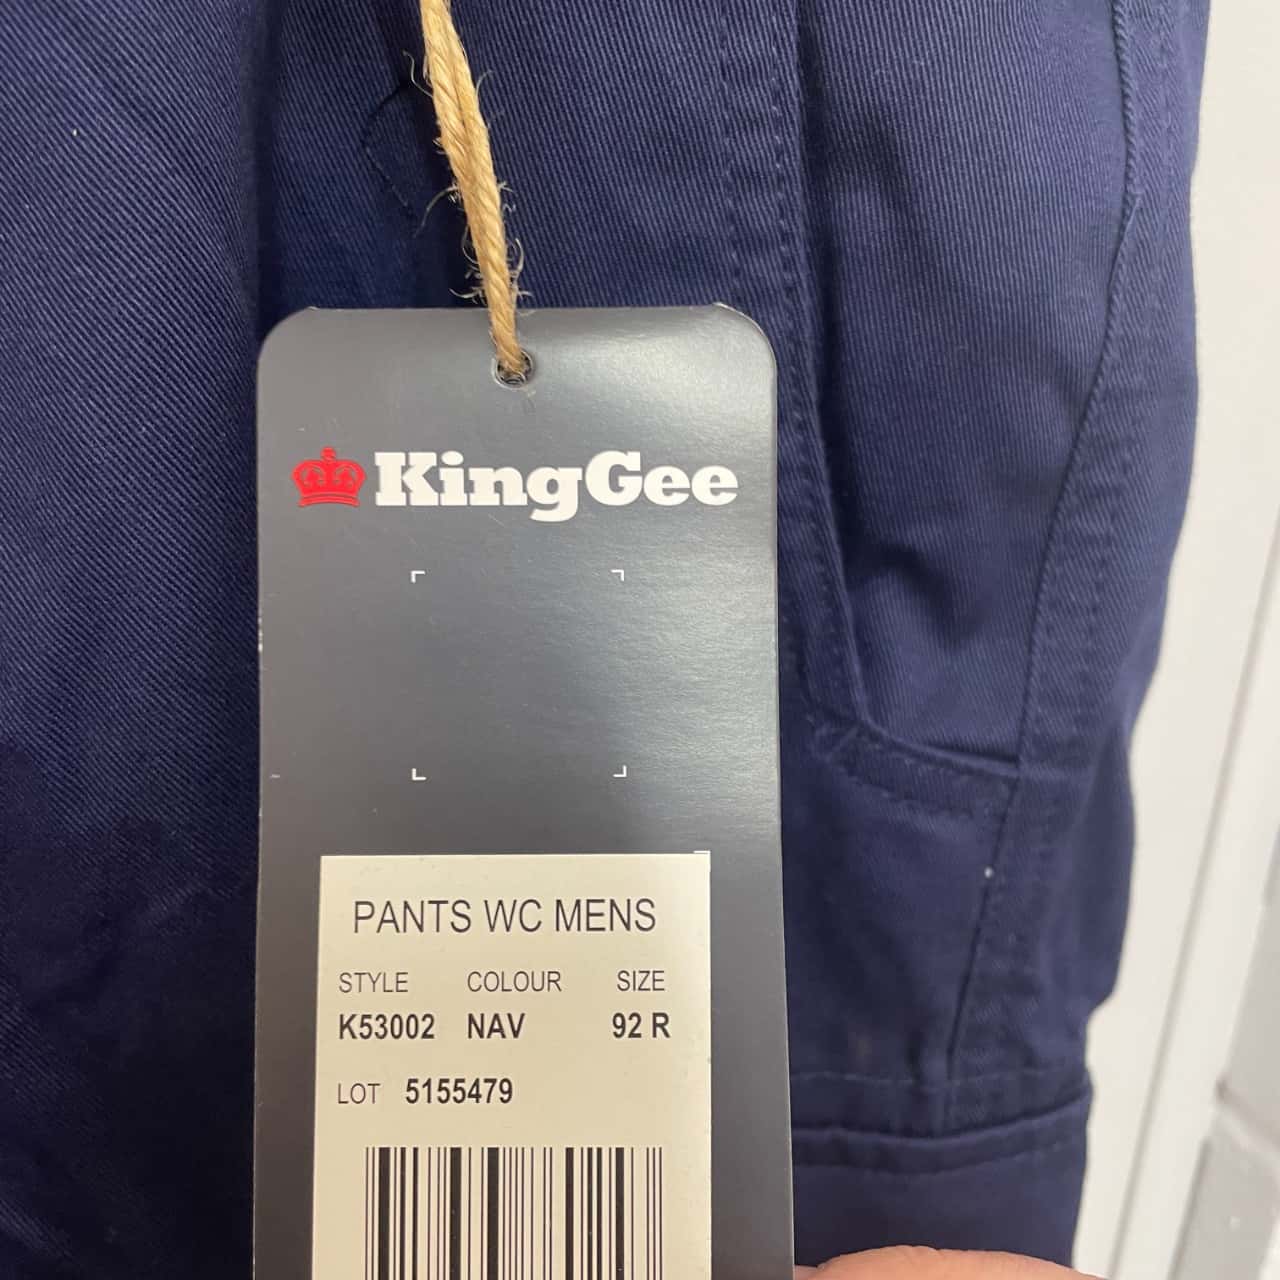 KingGee
PANTS WC MENS
STYLE COLOUR SIZE
K53002 NAV 92 R
LOT 5155479